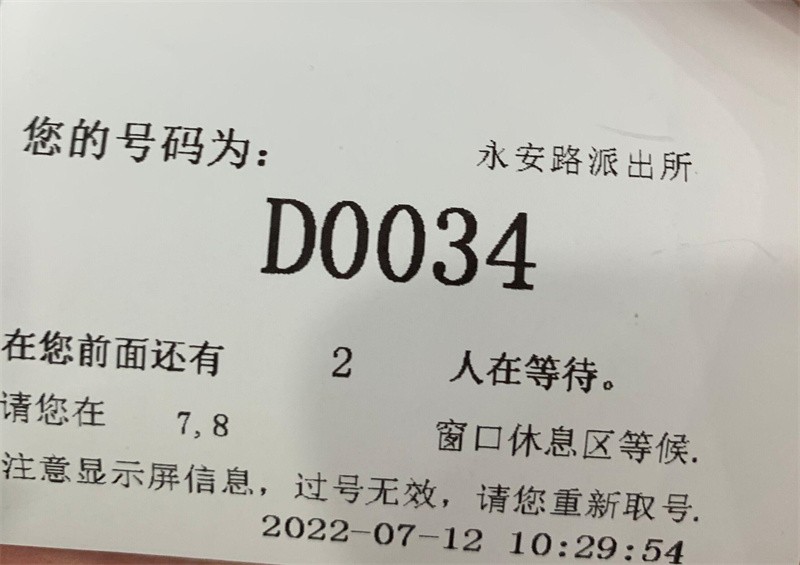 您的号码为： 永安路派出所
D0034
在您前面还有 2 人在等待。
请您在 7,8 窗口休息区等候.
注意显示屏信息，过号无效，请您重新取号.
2022-07-12 10:29:54